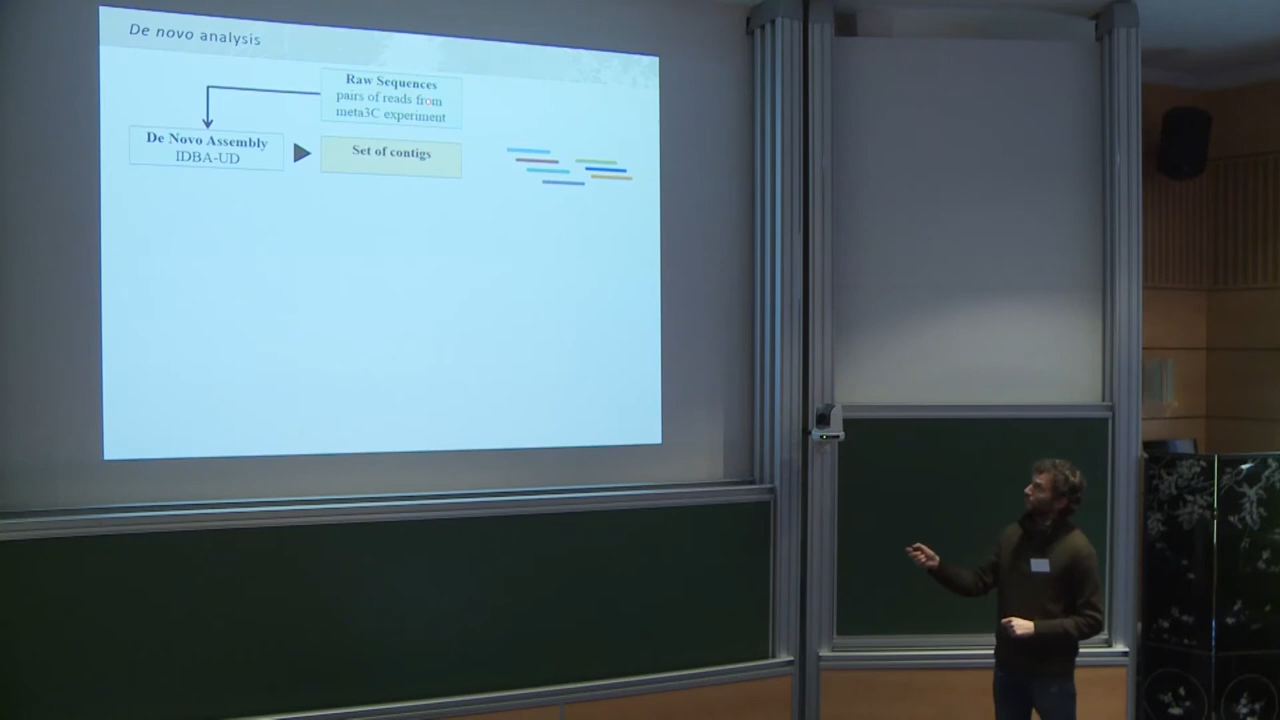 De novo analysis
Raw Sequences
pairs of reads from
meta3C experiment
De Novo Assembly
IDBA-UD
Set of contigs